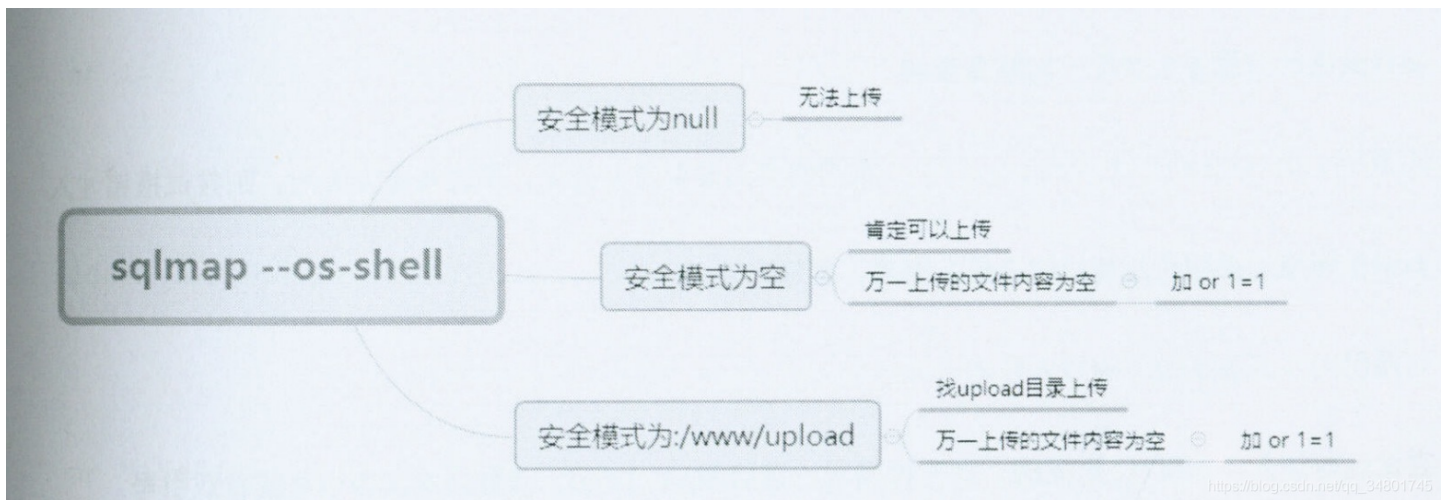 安全模式为null
无法上传
sqlmap --os-shell
安全模式为空
肯定可以上传
万一上传的文件内容为空
加 or 1=1
安全模式为:/www/upload
找upload目录上传
万一上传的文件内容为空
加 or 1=1
https://blog.csdn.net/qq_34801745